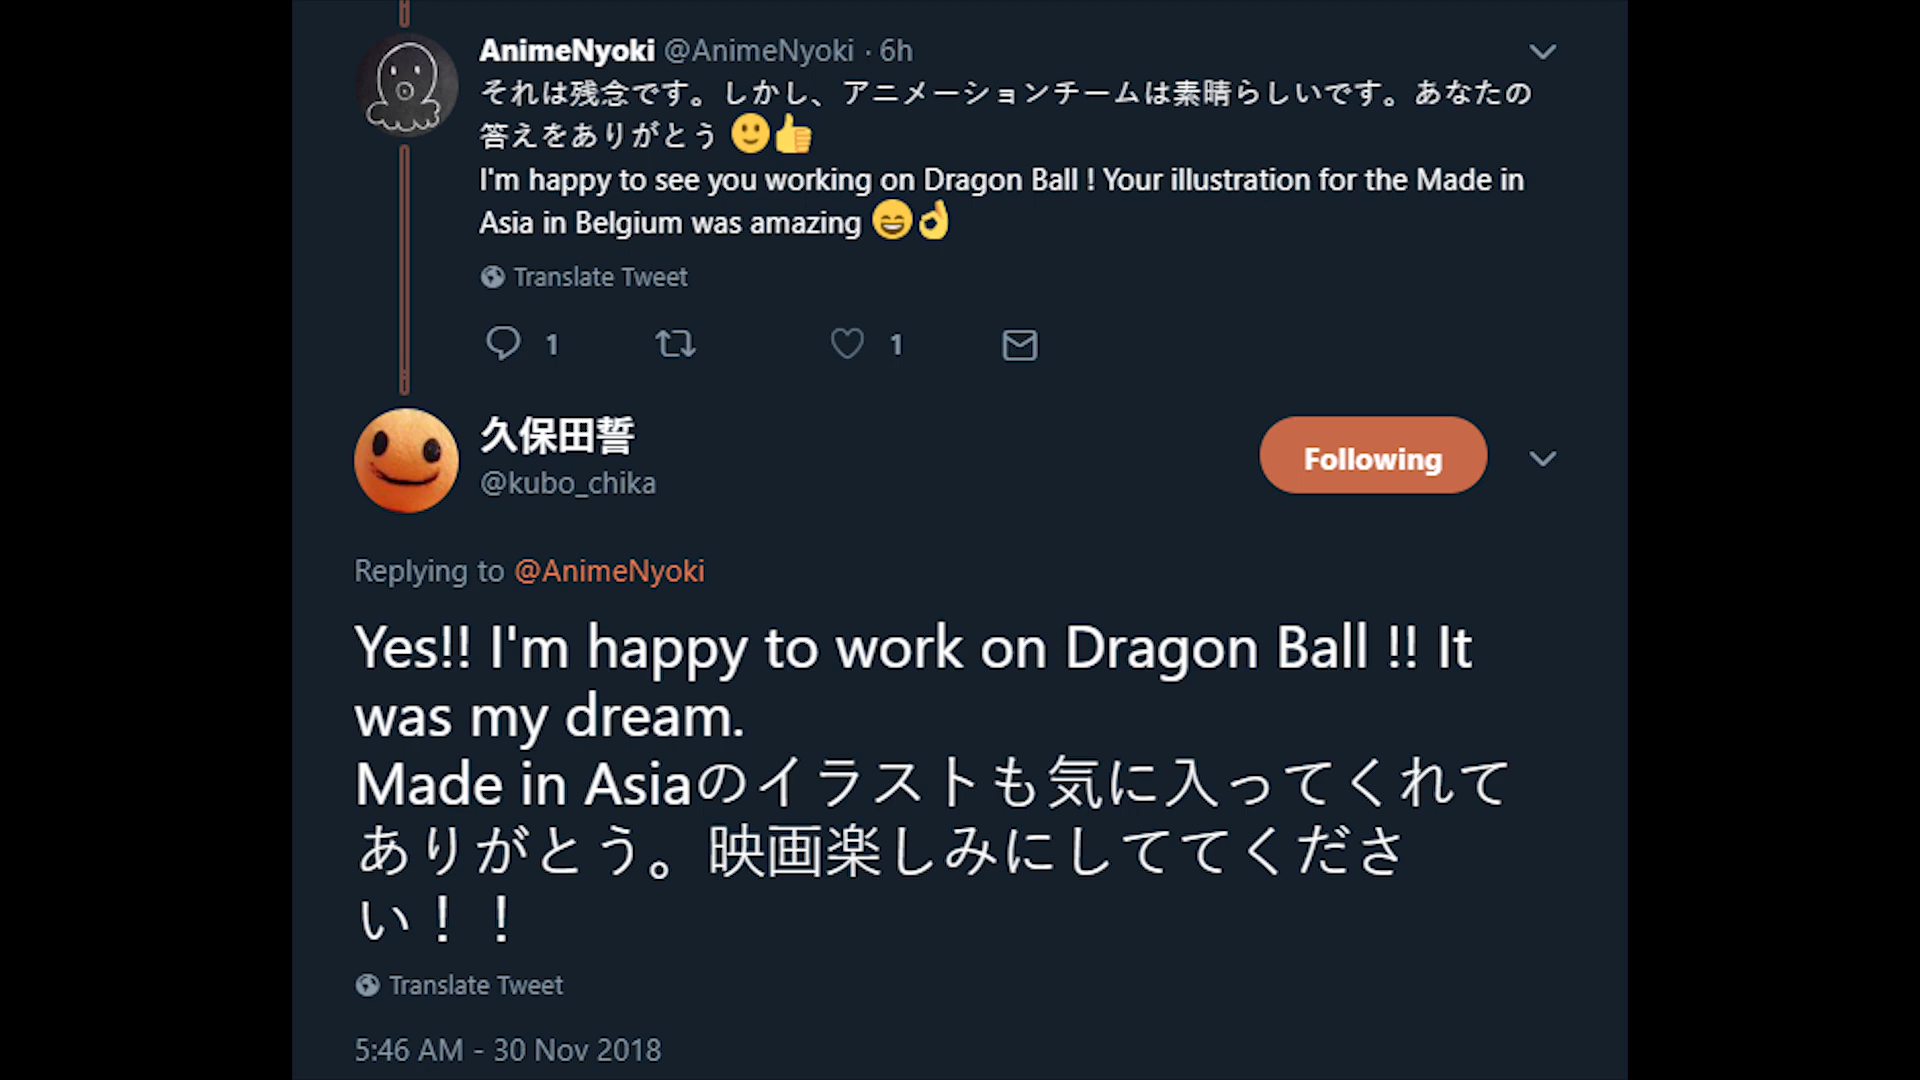 AnimeNyoki @AnimeNyoki · 6h
それは残念です。しかし、アニメーションチームは素晴らしいです。あなたの
答えをありがとう 🙂👍
I'm happy to see you working on Dragon Ball ! Your illustration for the Made in
Asia in Belgium was amazing 😄👌
Translate Tweet
1 1
久保田誓
@kubo_chika
Following
Replying to @AnimeNyoki
Yes!! I'm happy to work on Dragon Ball !! It
was my dream.
Made in Asiaのイラストも気に入ってくれて
ありがとう。映画楽しみにしててくださ
い！！
Translate Tweet
5:46 AM - 30 Nov 2018